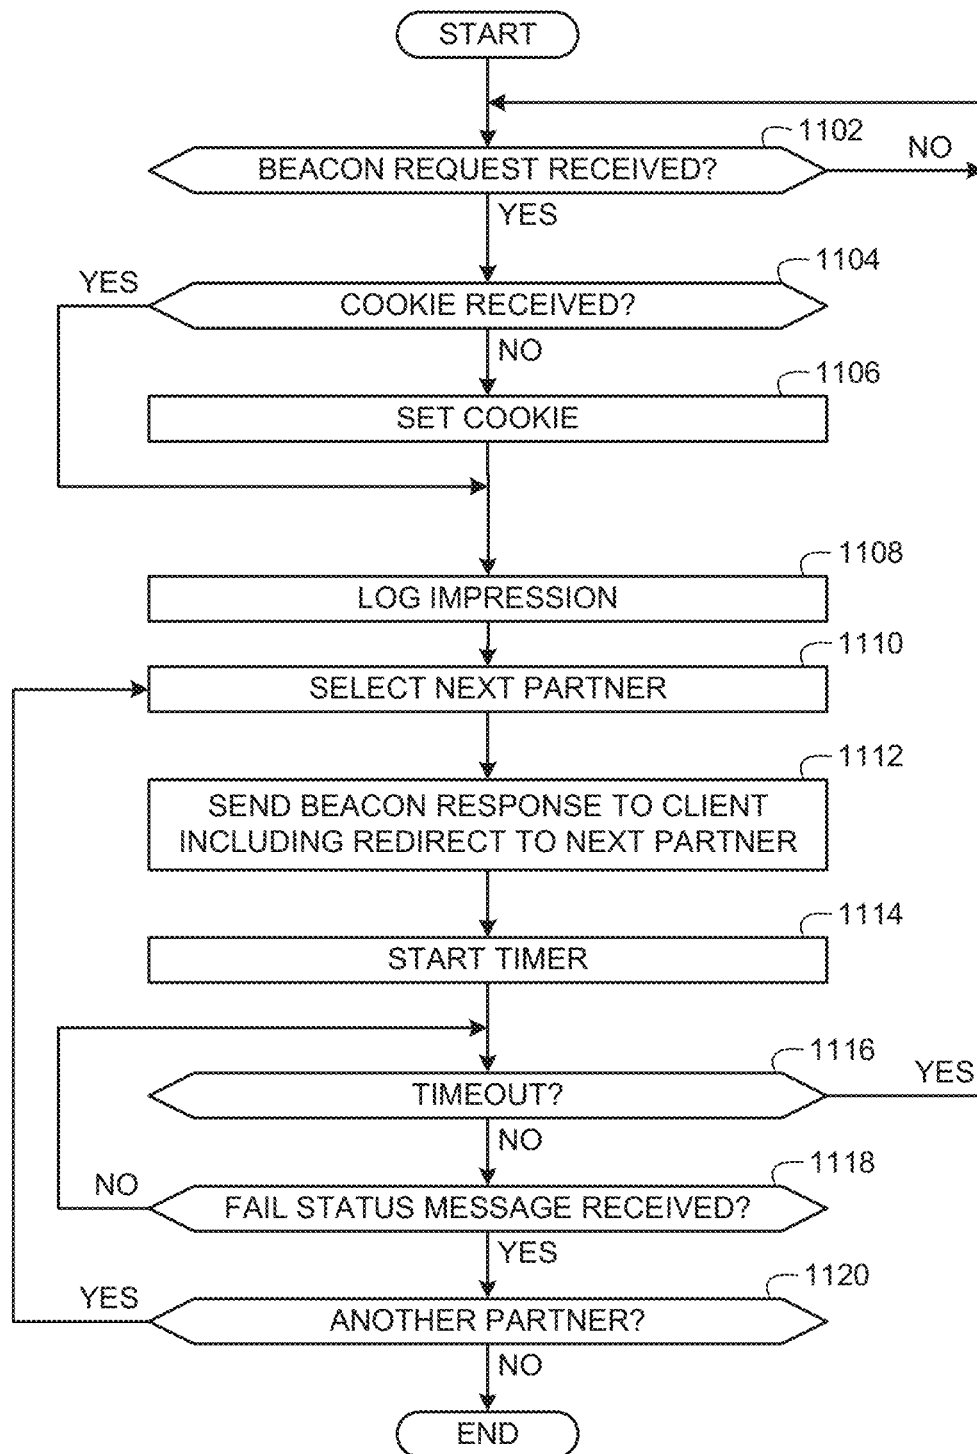 START
1102
BEACON REQUEST RECEIVED?
NO
YES
1104
YES
COOKIE RECEIVED?
NO
1106
SET COOKIE
1108
LOG IMPRESSION
1110
SELECT NEXT PARTNER
1112
SEND BEACON RESPONSE TO CLIENT
INCLUDING REDIRECT TO NEXT PARTNER
1114
START TIMER
1116
TIMEOUT?
YES
NO
1118
NO
FAIL STATUS MESSAGE RECEIVED?
YES
1120
YES
ANOTHER PARTNER?
NO
END